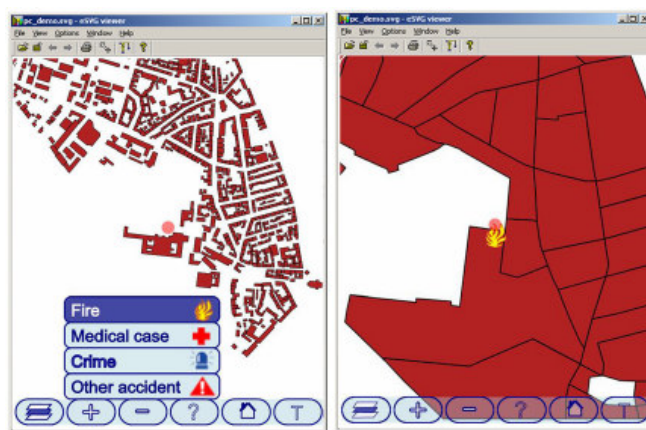 pc_demo.svg - eSVG viewer
File View Options Window Help
Fire
Medical case
Crime
Other accident
? T
pc_demo.svg - eSVG viewer
File View Options Window Help
? T